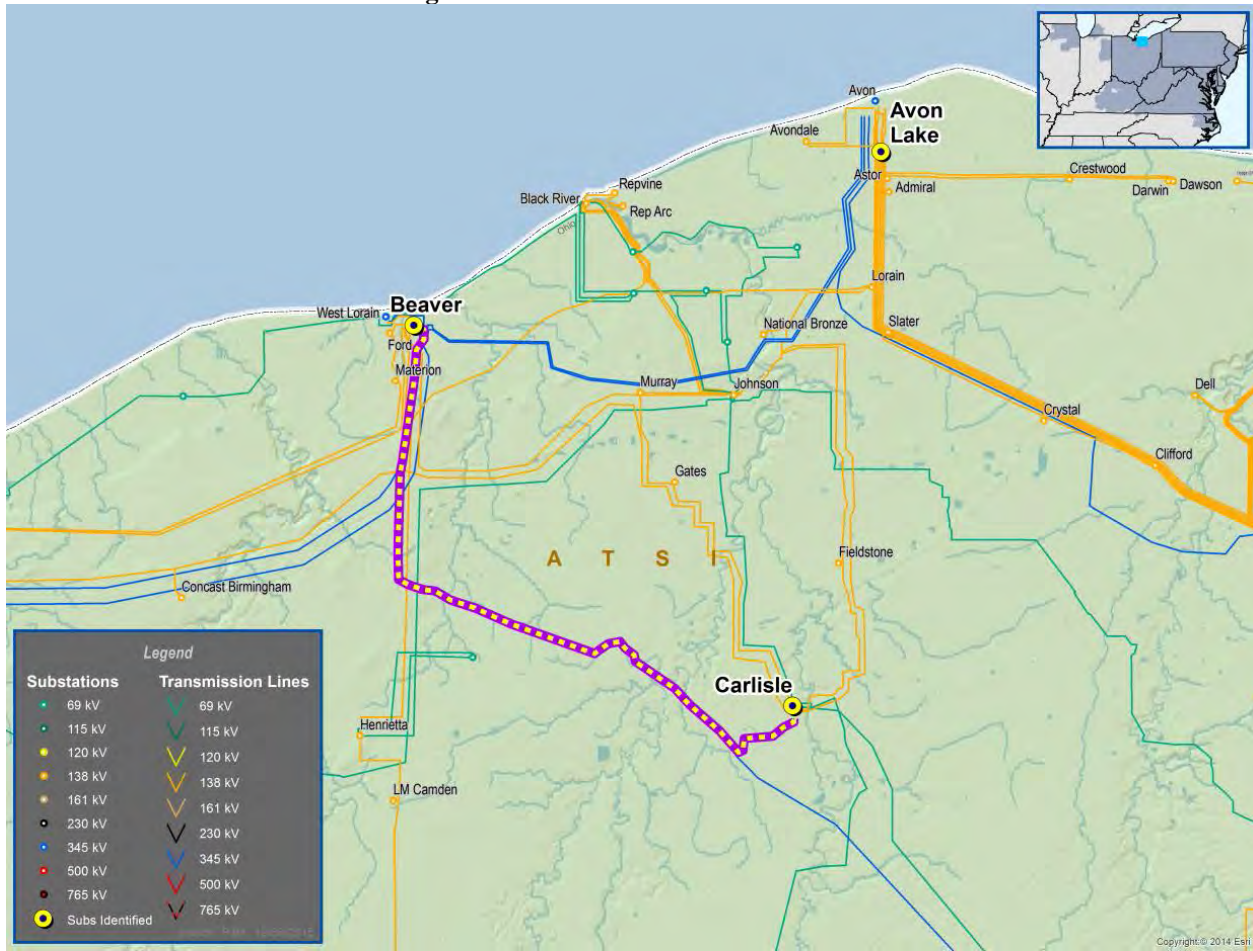 Avon
Avon
Lake
Avondale
Astor
Admiral
Crestwood
Darwin
Dawson
Repvine
Black River
Rep Arc
Ohio
Lorain
West Lorain
Beaver
Ford
Materion
National Bronze
Slater
Murray
Johnson
Dell
Crystal
Clifford
Gates
A T S I
Fieldstone
Concast Birmingham
Carlisle
Henrietta
LM Camden
Legend
Substations
69 kV
115 kV
120 kV
138 kV
161 kV
230 kV
345 kV
500 kV
765 kV
Subs Identified
Transmission Lines
69 kV
115 kV
120 kV
138 kV
161 kV
230 kV
345 kV
500 kV
765 kV
Copyright:© 2014 Esri